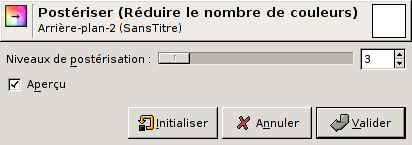 Postériser (Réduire le nombre de couleurs)
Arrière-plan-2 (SansTitre)
Niveaux de postérisation : 3
Aperçu
Initialiser Annuler Valider